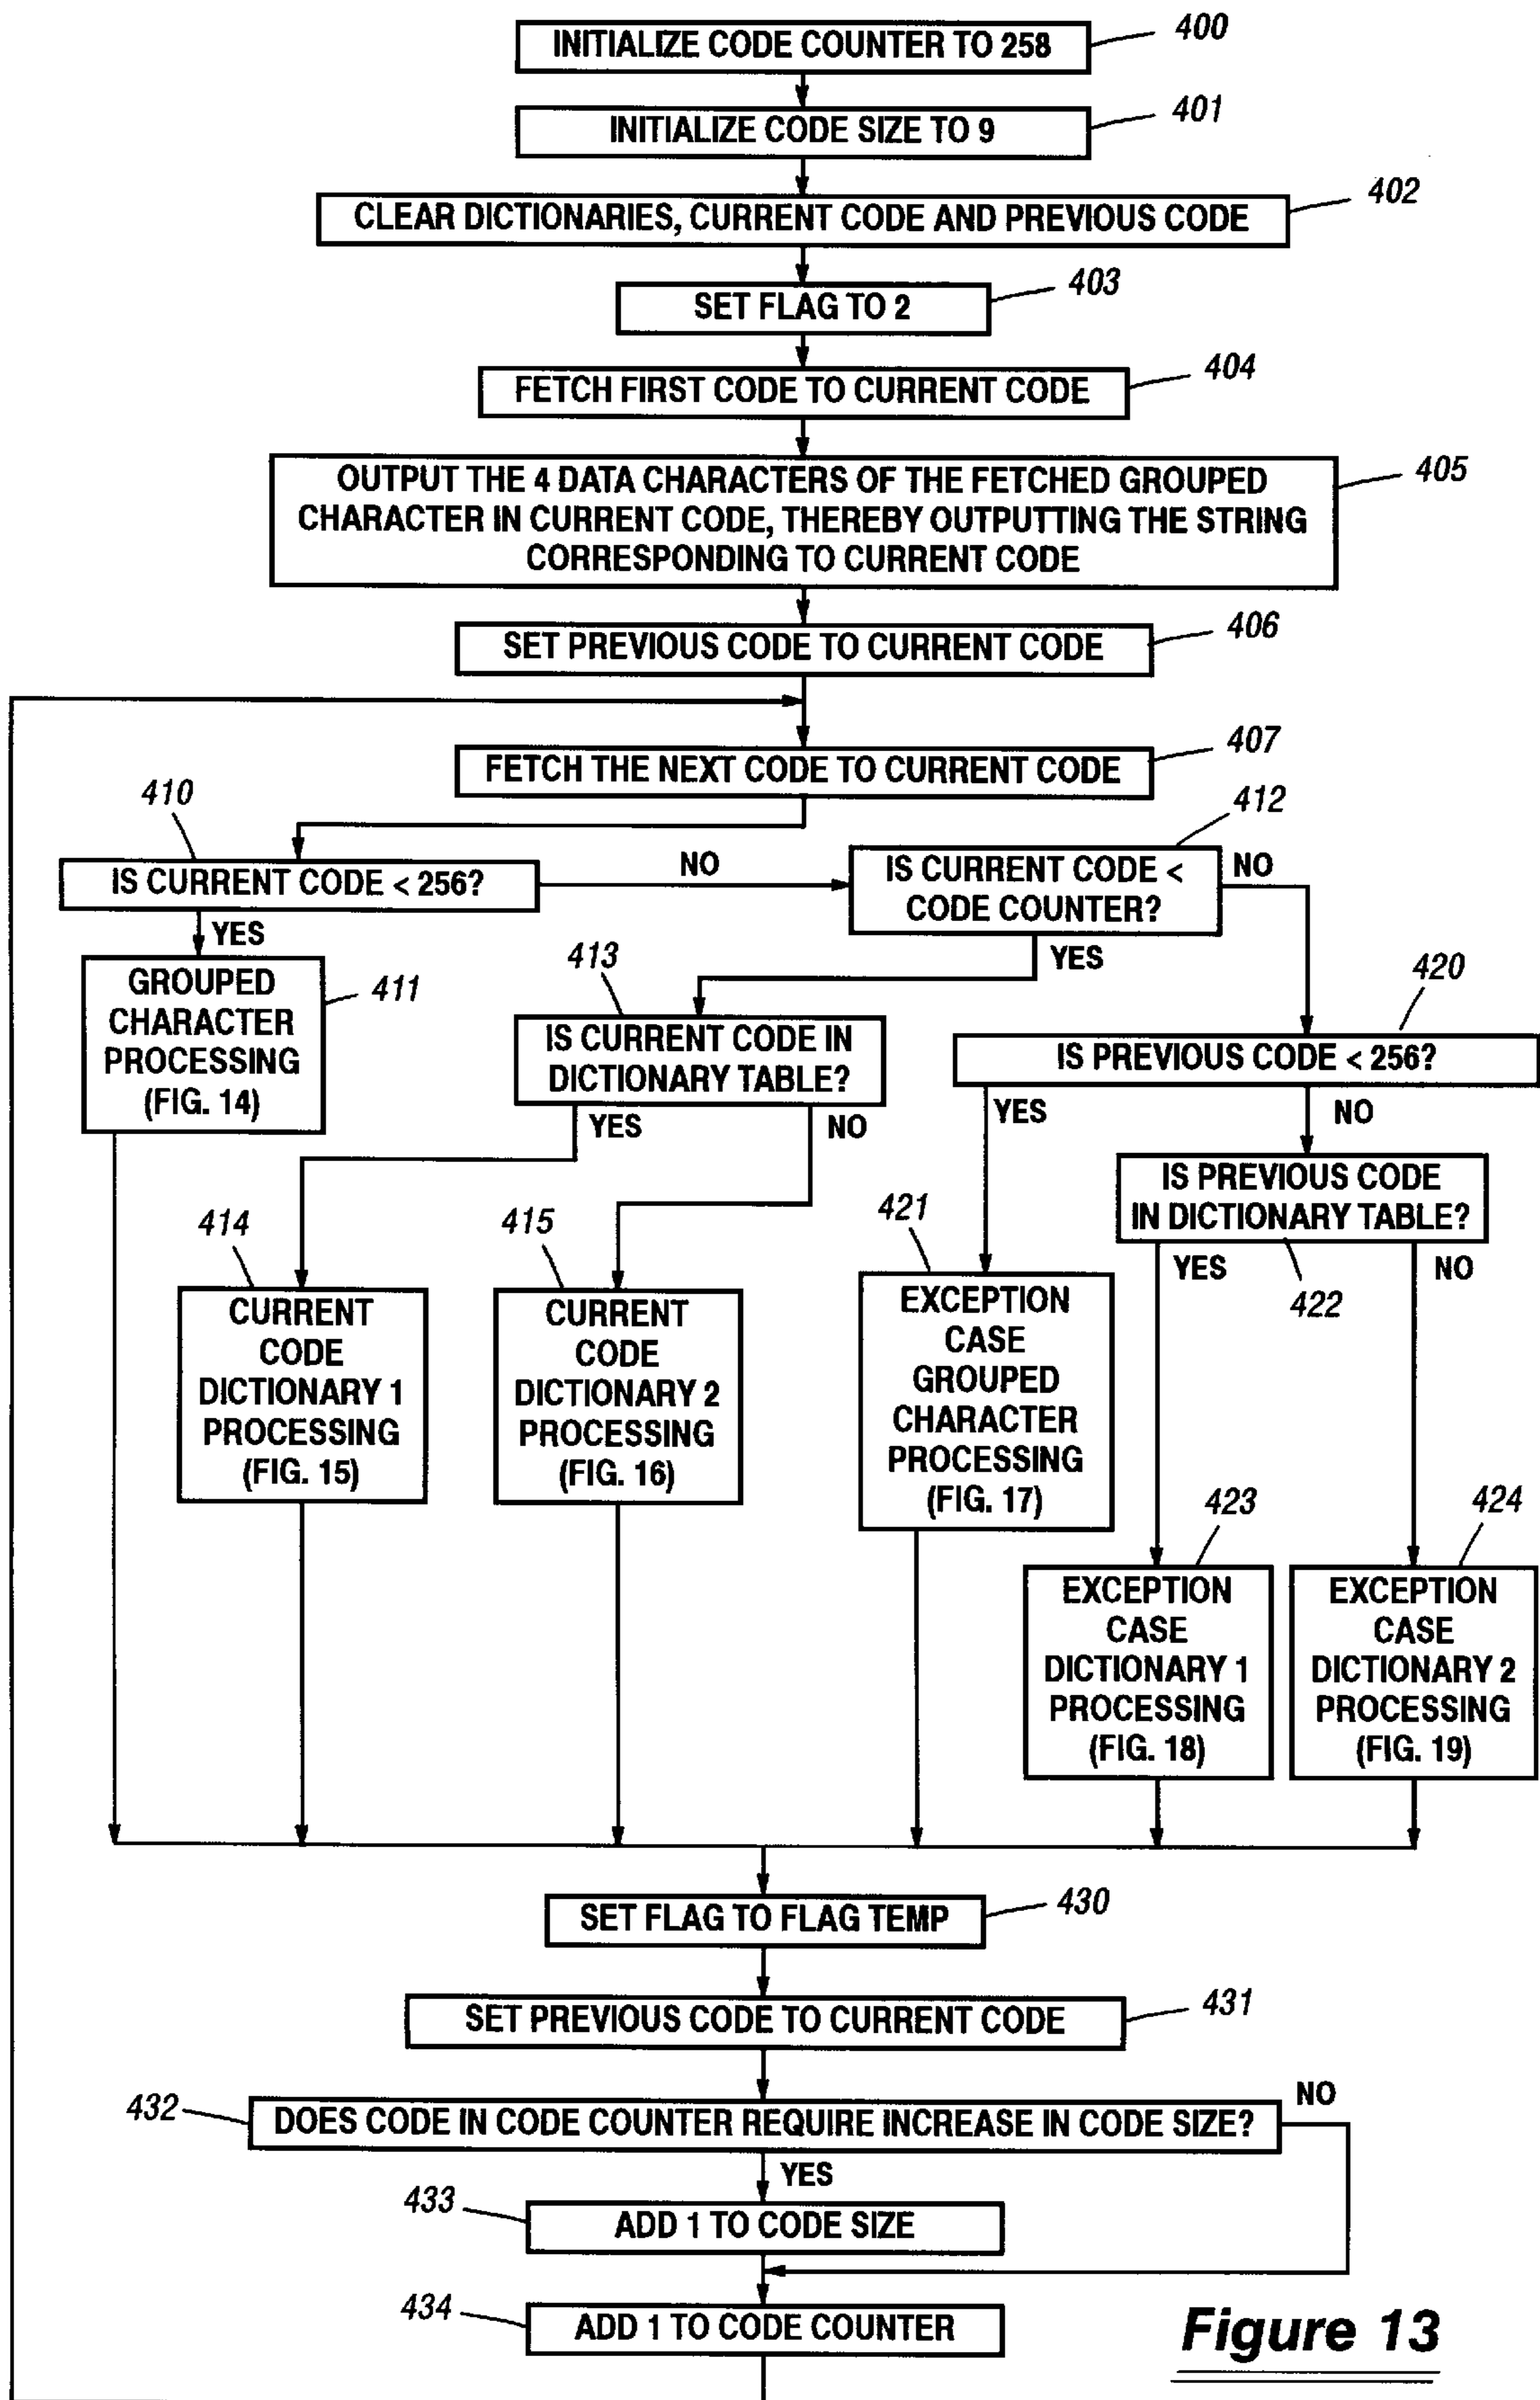 INITIALIZE CODE COUNTER TO 258
400
INITIALIZE CODE SIZE TO 9
401
CLEAR DICTIONARIES, CURRENT CODE AND PREVIOUS CODE
402
SET FLAG TO 2
403
FETCH FIRST CODE TO CURRENT CODE
404
OUTPUT THE 4 DATA CHARACTERS OF THE FETCHED GROUPED
CHARACTER IN CURRENT CODE, THEREBY OUTPUTTING THE STRING
CORRESPONDING TO CURRENT CODE
405
SET PREVIOUS CODE TO CURRENT CODE
406
FETCH THE NEXT CODE TO CURRENT CODE
407
410
IS CURRENT CODE < 256?
NO
YES
412
IS CURRENT CODE <
CODE COUNTER?
NO
YES
GROUPED
CHARACTER
PROCESSING
(FIG. 14)
411
413
IS CURRENT CODE IN
DICTIONARY TABLE?
YES
NO
420
IS PREVIOUS CODE < 256?
YES
NO
IS PREVIOUS CODE
IN DICTIONARY TABLE?
422
YES
NO
414
CURRENT
CODE
DICTIONARY 1
PROCESSING
(FIG. 15)
415
CURRENT
CODE
DICTIONARY 2
PROCESSING
(FIG. 16)
421
EXCEPTION
CASE
GROUPED
CHARACTER
PROCESSING
(FIG. 17)
423
EXCEPTION
CASE
DICTIONARY 1
PROCESSING
(FIG. 18)
424
EXCEPTION
CASE
DICTIONARY 2
PROCESSING
(FIG. 19)
SET FLAG TO FLAG TEMP
430
SET PREVIOUS CODE TO CURRENT CODE
431
432
DOES CODE IN CODE COUNTER REQUIRE INCREASE IN CODE SIZE?
NO
YES
433
ADD 1 TO CODE SIZE
434
ADD 1 TO CODE COUNTER
Figure 13